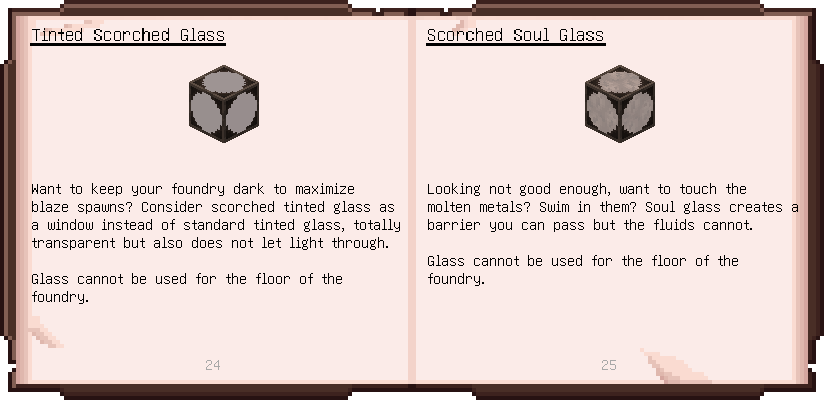 Tinted Scorched Glass
Want to keep your foundry dark to maximize
blaze spawns? Consider scorched tinted glass as
a window instead of standard tinted glass, totally
transparent but also does not let light through.
Glass cannot be used for the floor of the
foundry.
24
Scorched Soul Glass
Looking not good enough, want to touch the
molten metals? Swim in them? Soul glass creates a
barrier you can pass but the fluids cannot.
Glass cannot be used for the floor of the
foundry.
25